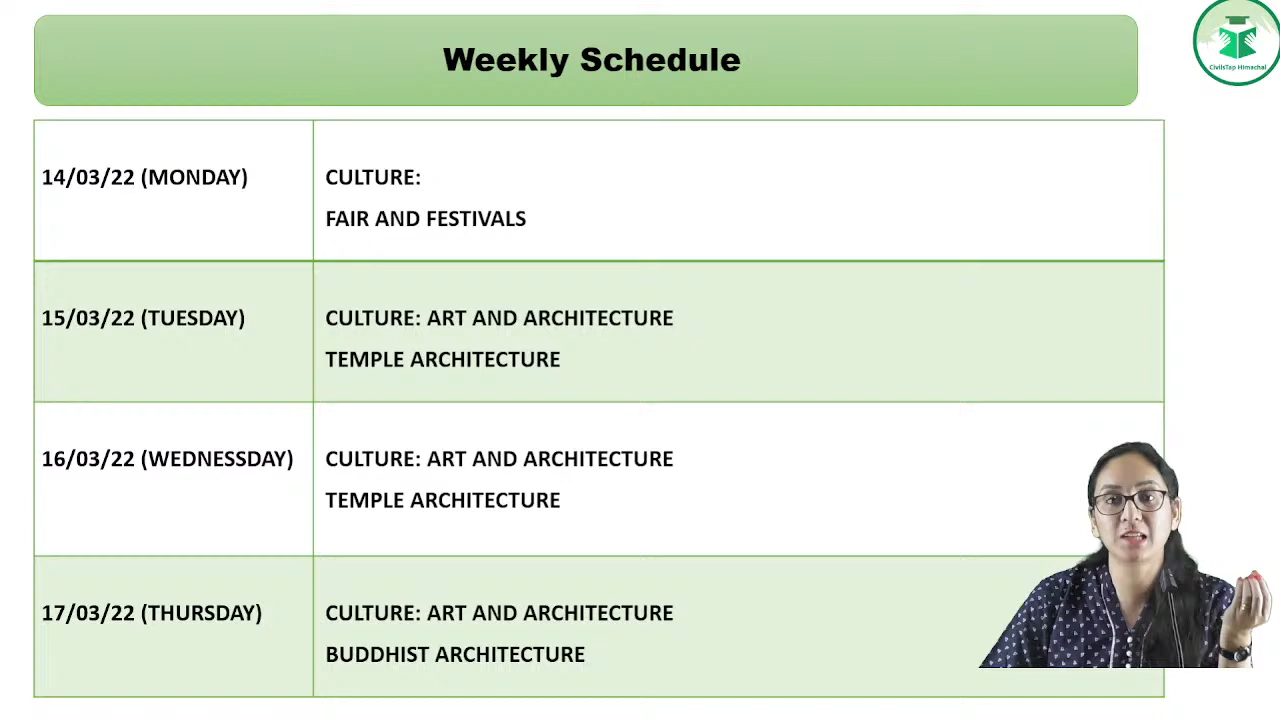 Weekly Schedule
CivilsTap Himachal
14/03/22 (MONDAY)
CULTURE:
FAIR AND FESTIVALS
15/03/22 (TUESDAY)
CULTURE: ART AND ARCHITECTURE
TEMPLE ARCHITECTURE
16/03/22 (WEDNESSDAY)
CULTURE: ART AND ARCHITECTURE
TEMPLE ARCHITECTURE
17/03/22 (THURSDAY)
CULTURE: ART AND ARCHITECTURE
BUDDHIST ARCHITECTURE